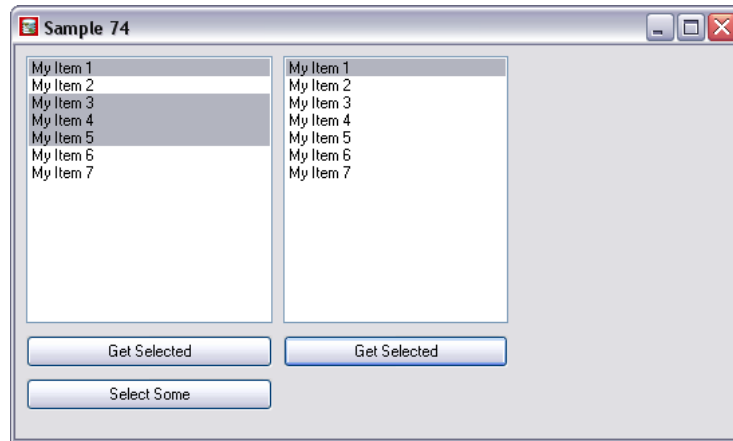 Sample 74
My Item 1
My Item 2
My Item 3
My Item 4
My Item 5
My Item 6
My Item 7
My Item 1
My Item 2
My Item 3
My Item 4
My Item 5
My Item 6
My Item 7
Get Selected
Get Selected
Select Some